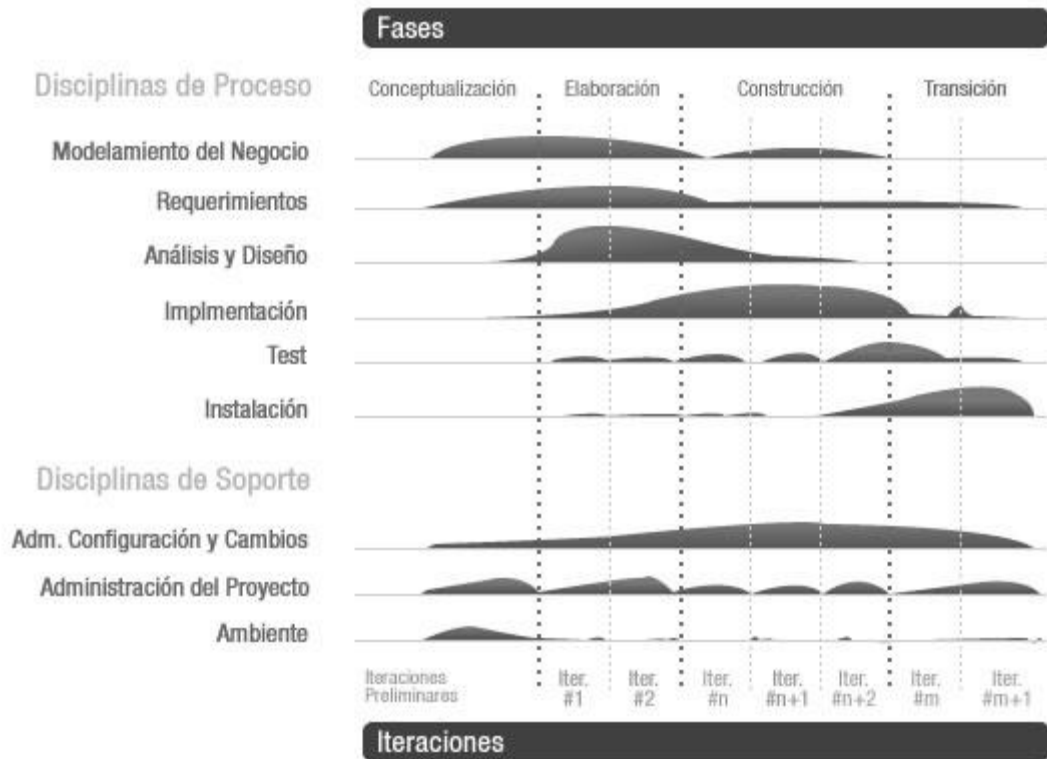 Fases
Disciplinas de Proceso
Conceptualización
Elaboración
Construcción
Transición
Modelamiento del Negocio
Requerimientos
Análisis y Diseño
Implmentación
Test
Instalación
Disciplinas de Soporte
Adm. Configuración y Cambios
Administración del Proyecto
Ambiente
Iteraciones
Preliminares
Iter.
#1
Iter.
#2
Iter.
#n
Iter.
#n+1
Iter.
#n+2
Iter.
#m
Iter.
#m+1
Iteraciones